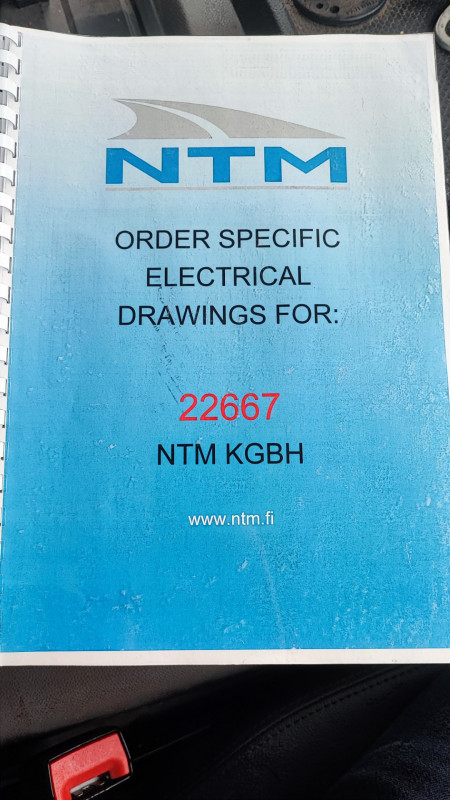 NTM
ORDER SPECIFIC
ELECTRICAL
DRAWINGS FOR:
22667
NTM KGBH
www.ntm.fi